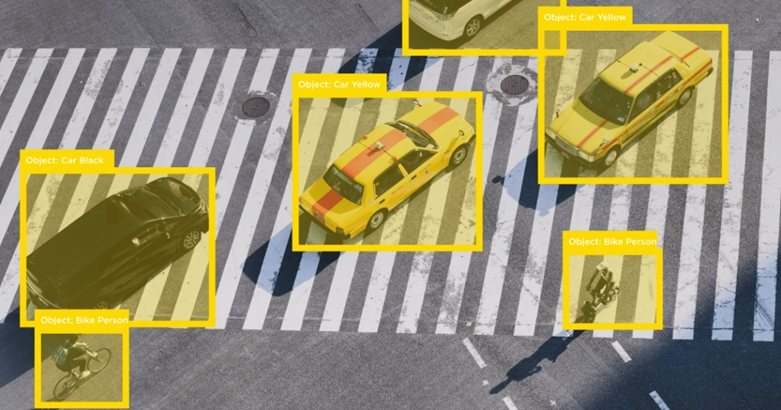 Object: Car Yellow
Object: Car Yellow
Object: Car Black
Object: Bike Person
Object: Bike Person